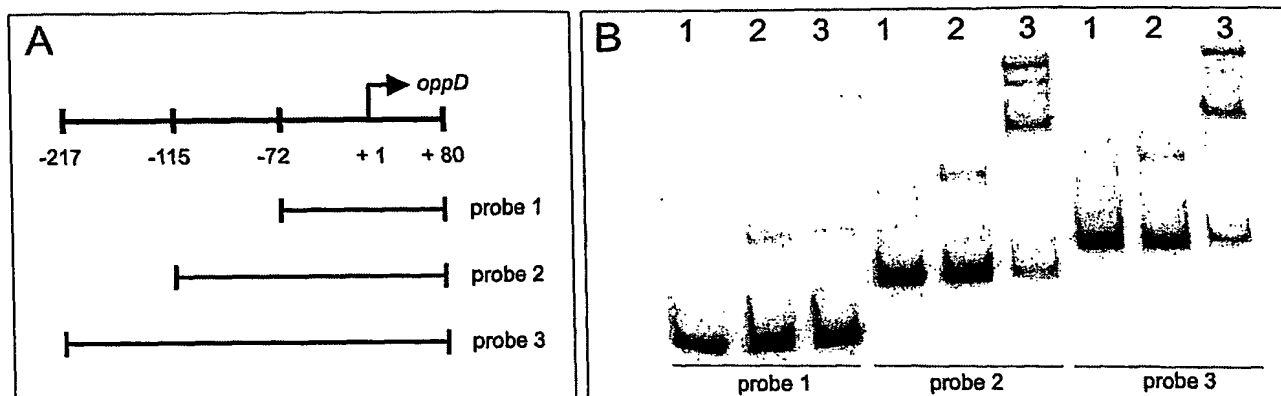 A
oppD
-217 -115 -72 + 1 + 80
probe 1
probe 2
probe 3
B
1 2 3 1 2 3 1 2 3
probe 1 probe 2 probe 3